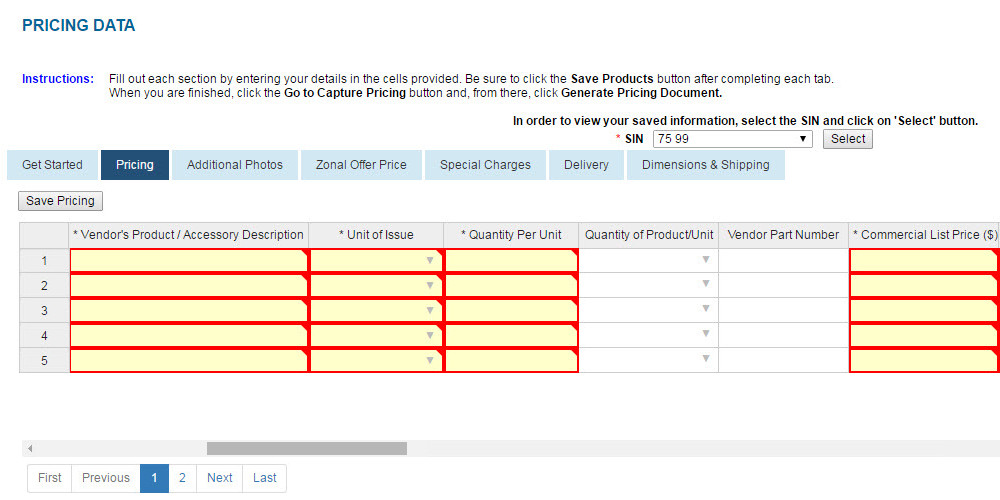 PRICING DATA
Instructions: Fill out each section by entering your details in the cells provided. Be sure to click the Save Products button after completing each tab.
When you are finished, click the Go to Capture Pricing button and, from there, click Generate Pricing Document.
In order to view your saved information, select the SIN and click on 'Select' button.
* SIN 75 99 Select
Get Started Pricing Additional Photos Zonal Offer Price Special Charges Delivery Dimensions & Shipping
Save Pricing
* Vendor's Product / Accessory Description * Unit of Issue * Quantity Per Unit Quantity of Product/Unit Vendor Part Number * Commercial List Price ($)
1
2
3
4
5
First Previous 1 2 Next Last